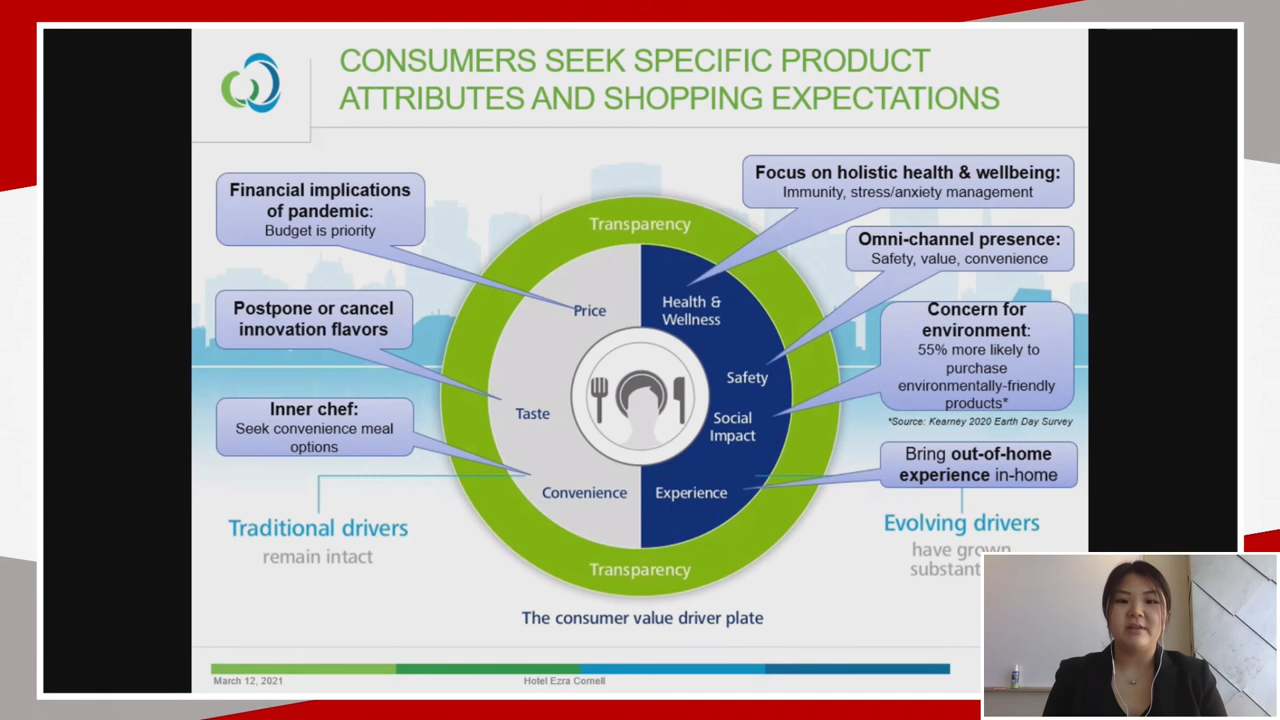 CONSUMERS SEEK SPECIFIC PRODUCT
ATTRIBUTES AND SHOPPING EXPECTATIONS
Financial implications
of pandemic:
Budget is priority
Postpone or cancel
innovation flavors
Inner chef:
Seek convenience meal
options
Traditional drivers
remain intact
Transparency
Price
Taste
Convenience
Health &
Wellness
Safety
Social
Impact
Experience
Transparency
The consumer value driver plate
Focus on holistic health & wellbeing:
Immunity, stress/anxiety management
Omni-channel presence:
Safety, value, convenience
Concern for
environment:
55% more likely to
purchase
environmentally-friendly
products*
*Source: Kearney 2020 Earth Day Survey
Bring out-of-home
experience in-home
Evolving drivers
have grown
March 12, 2021
Hotel Ezra Cornell